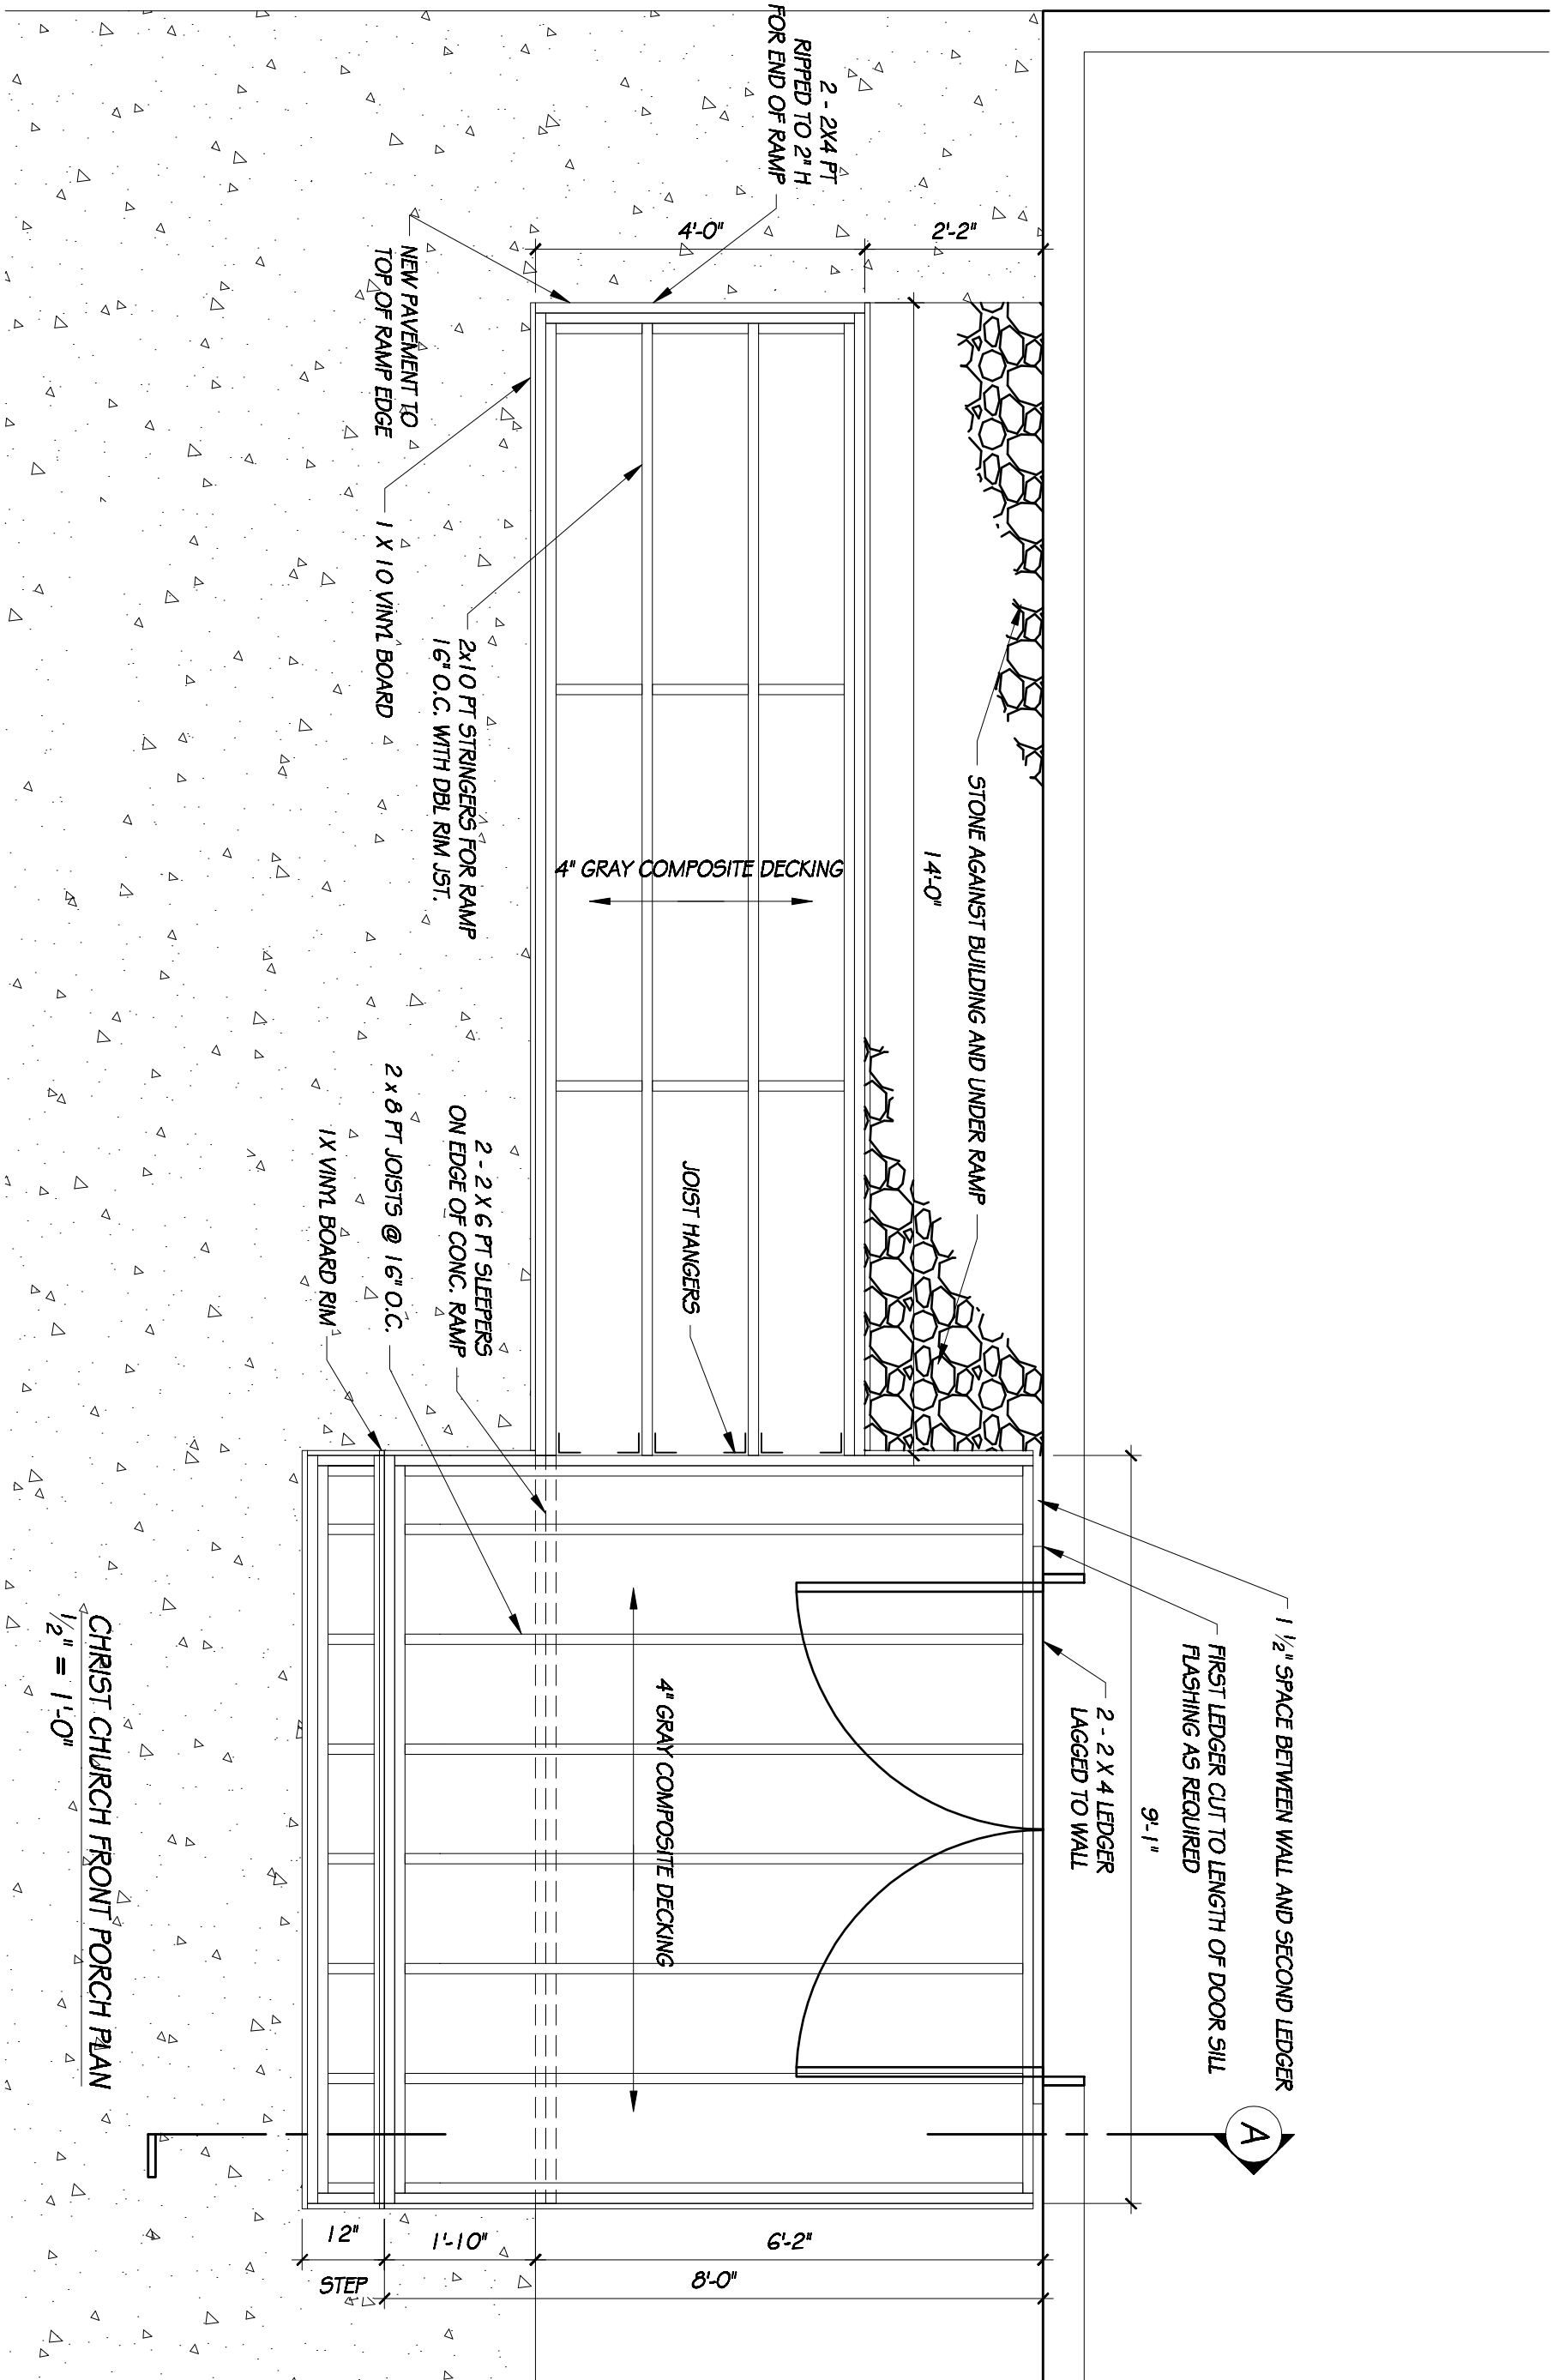 2 - 2X4 PT
RIPPED TO 2" H
FOR END OF RAMP
4'-0"
2'-2"
NEW PAVEMENT TO
TOP OF RAMP EDGE
1 X 10 VINYL BOARD
2x10 PT STRINGERS FOR RAMP
16" O.C. WITH DBL RIM JST.
4" GRAY COMPOSITE DECKING
14'-0"
STONE AGAINST BUILDING AND UNDER RAMP
JOIST HANGERS
2 - 2 X 6 PT SLEEPERS
ON EDGE OF CONC. RAMP
2 x 8 PT JOISTS @ 16" O.C.
1X VINYL BOARD RIM
1 ½" SPACE BETWEEN WALL AND SECOND LEDGER
FIRST LEDGER CUT TO LENGTH OF DOOR SILL
FLASHING AS REQUIRED
2 - 2 X 4 LEDGER
LAGGED TO WALL
9'-1"
4" GRAY COMPOSITE DECKING
A
12"
STEP
1'-10"
6'-2"
8'-0"
CHRIST CHURCH FRONT PORCH PLAN
½" = 1'-0"